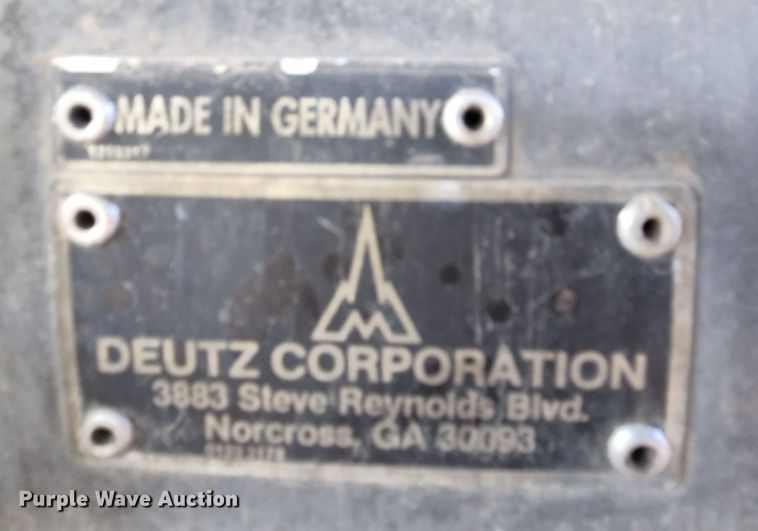 MADE IN GERMANY
DEUTZ CORPORATION
3883 Steve Reynolds Blvd.
Norcross, GA 30093
Purple Wave Auction